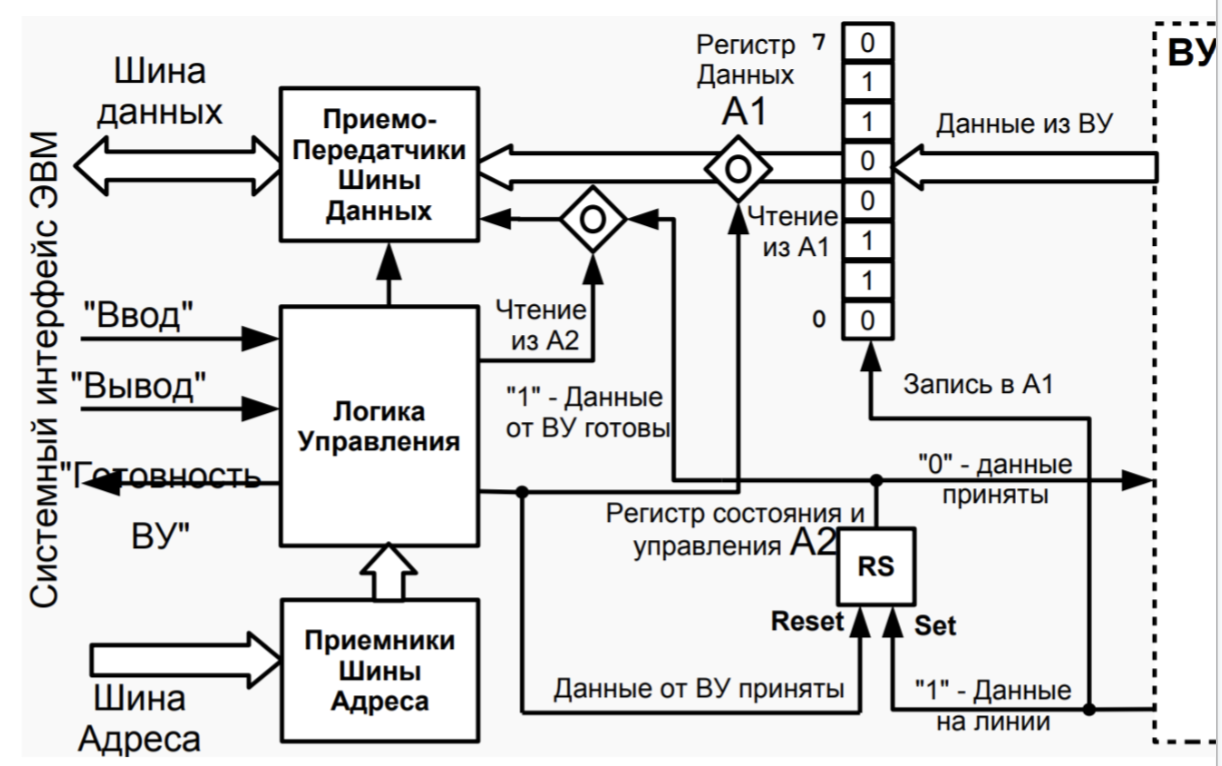 Системный интерфейс ЭВМ
Шина
данных
Приемо-
Передатчики
Шины
Данных
Регистр
Данных
A1
7
0
1
1
0
0
1
1
0
0
Данные из ВУ
ВУ
Чтение
из A1
"Ввод"
"Вывод"
"Готовность
ВУ"
Логика
Управления
Чтение
из A2
"1" - Данные
от ВУ готовы
Запись в A1
"0" - данные
приняты
Регистр состояния и
управления A2
RS
Reset
Set
Приемники
Шины
Адреса
Шина
Адреса
Данные от ВУ приняты
"1" - Данные
на линии